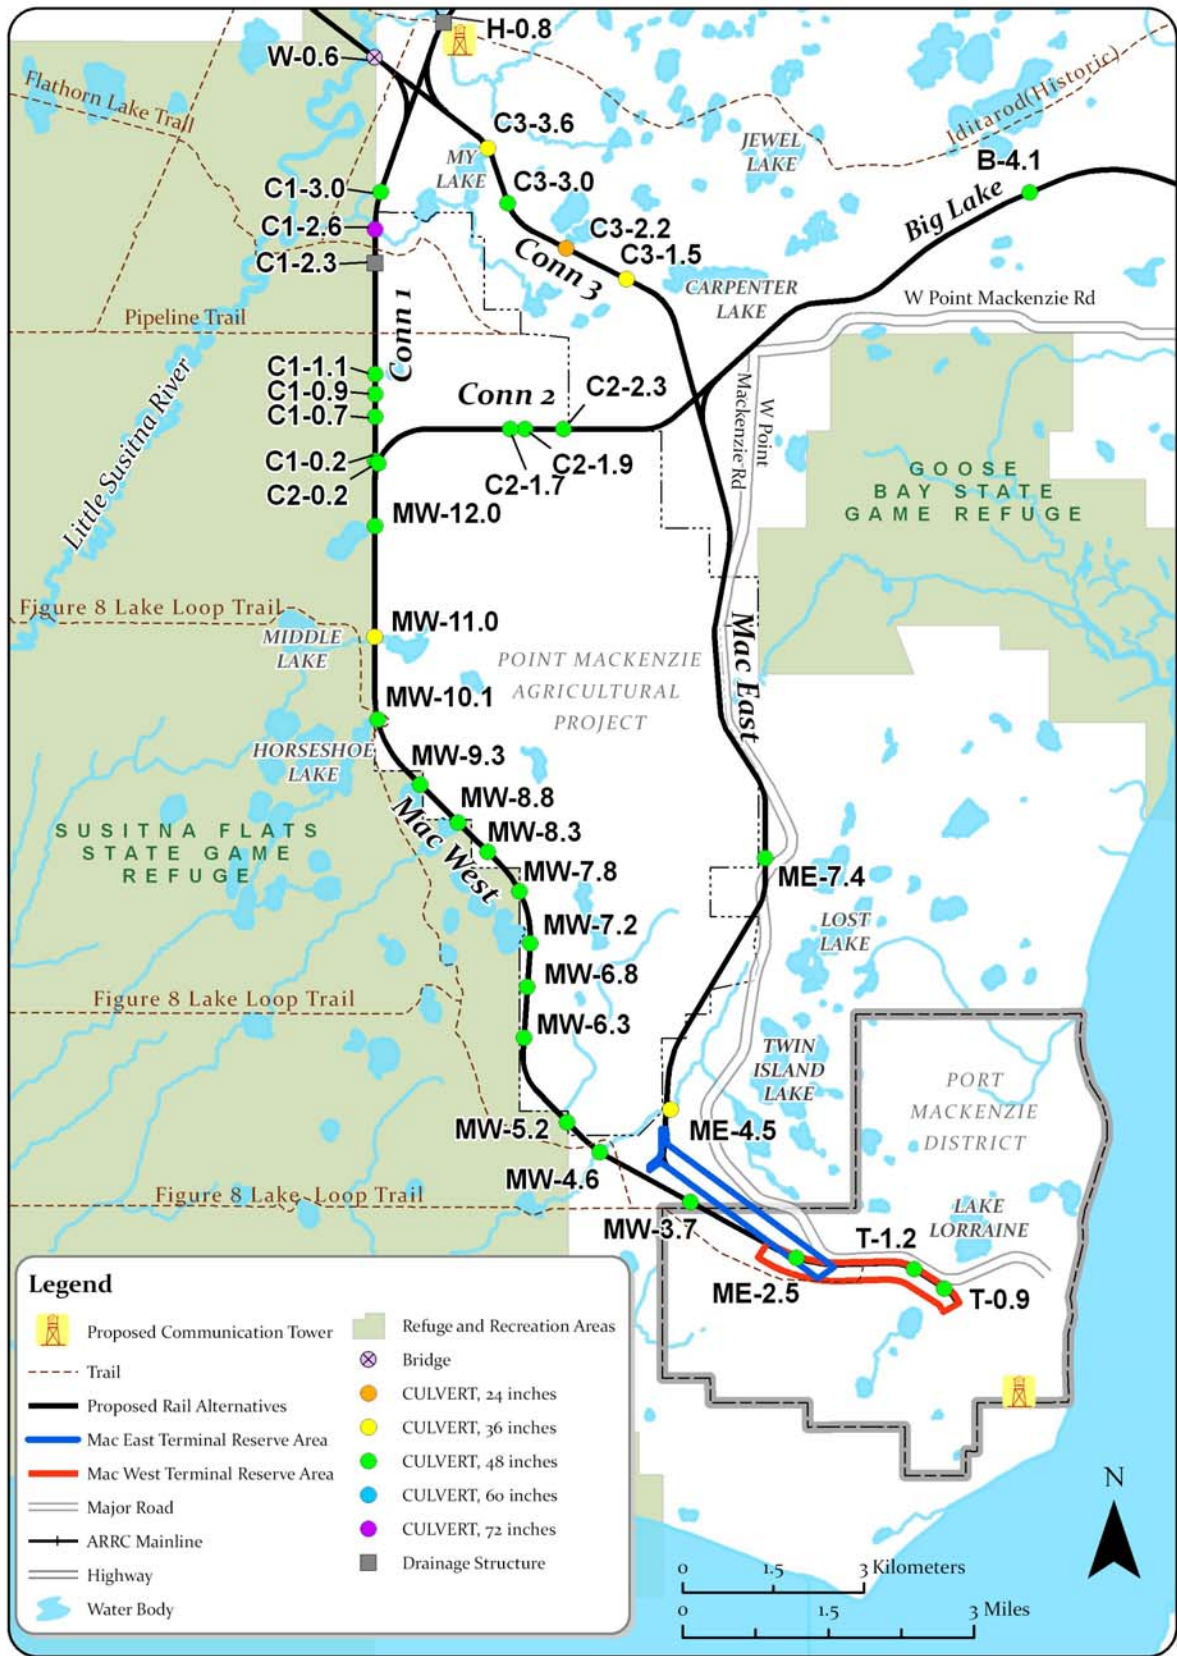 H-0.8
W-0.6
Flathorn Lake Trail
Iditarod(Historic)
C3-3.6
MY
LAKE
JEWEL
LAKE
B-4.1
C1-3.0
C3-3.0
Big Lake
C1-2.6
C3-2.2
C1-2.3
Conn 3
C3-1.5
CARPENTER
LAKE
W Point Mackenzie Rd
Pipeline Trail
Conn 1
C1-1.1
C1-0.9
C1-0.7
Conn 2
C2-2.3
W Point
Mackenzie Rd
Little Susitna River
C1-0.2
C2-0.2
C2-1.9
C2-1.7
GOOSE
BAY STATE
GAME REFUGE
MW-12.0
Figure 8 Lake Loop Trail
MW-11.0
MIDDLE
LAKE
POINT MACKENZIE
AGRICULTURAL
PROJECT
Mac East
MW-10.1
HORSESHOE
LAKE
MW-9.3
MW-8.8
Mac West
MW-8.3
SUSITNA FLATS
STATE GAME
REFUGE
MW-7.8
ME-7.4
MW-7.2
LOST
LAKE
MW-6.8
Figure 8 Lake Loop Trail
MW-6.3
TWIN
ISLAND
LAKE
PORT
MACKENZIE
DISTRICT
MW-5.2
ME-4.5
MW-4.6
Figure 8 Lake Loop Trail
MW-3.7
LAKE
LORRAINE
T-1.2
ME-2.5
T-0.9
Legend
Proposed Communication Tower
Trail
Proposed Rail Alternatives
Mac East Terminal Reserve Area
Mac West Terminal Reserve Area
Major Road
ARRC Mainline
Highway
Water Body
Refuge and Recreation Areas
Bridge
CULVERT, 24 inches
CULVERT, 36 inches
CULVERT, 48 inches
CULVERT, 60 inches
CULVERT, 72 inches
Drainage Structure
N
0 1.5 3 Kilometers
0 1.5 3 Miles